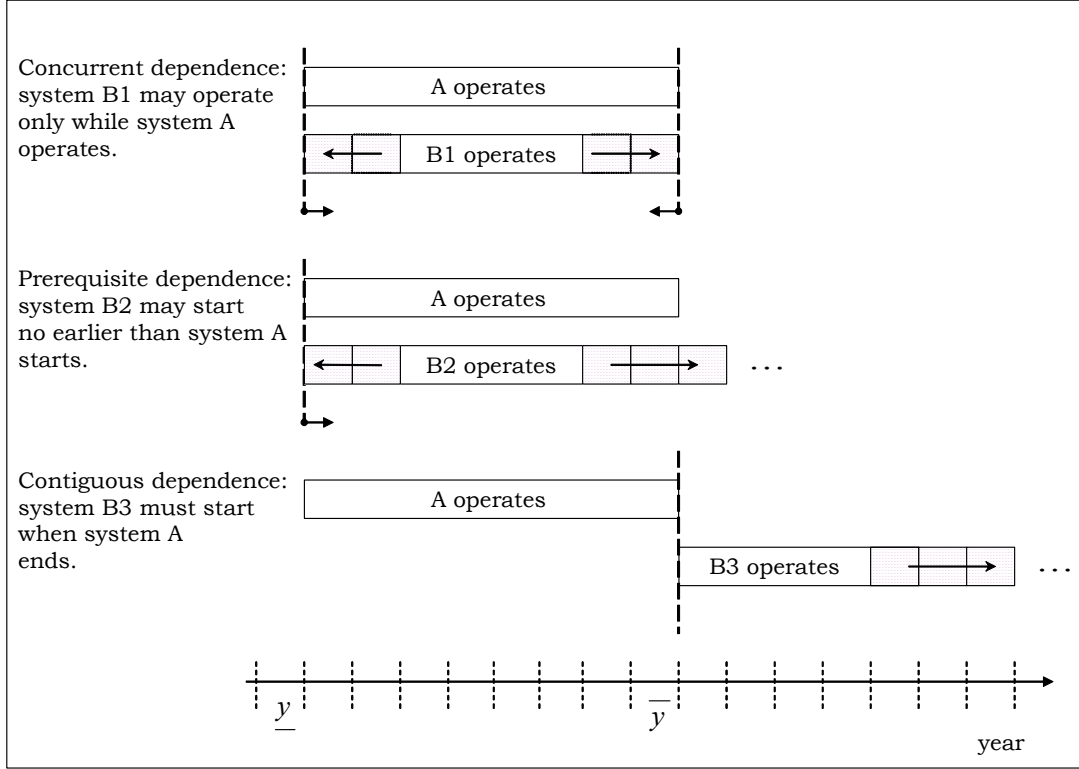 Concurrent dependence:
system B1 may operate
only while system A
operates.
A operates
B1 operates
Prerequisite dependence:
system B2 may start
no earlier than system A
starts.
A operates
B2 operates
...
Contiguous dependence:
system B3 must start
when system A
ends.
A operates
B3 operates
...
y
y
year